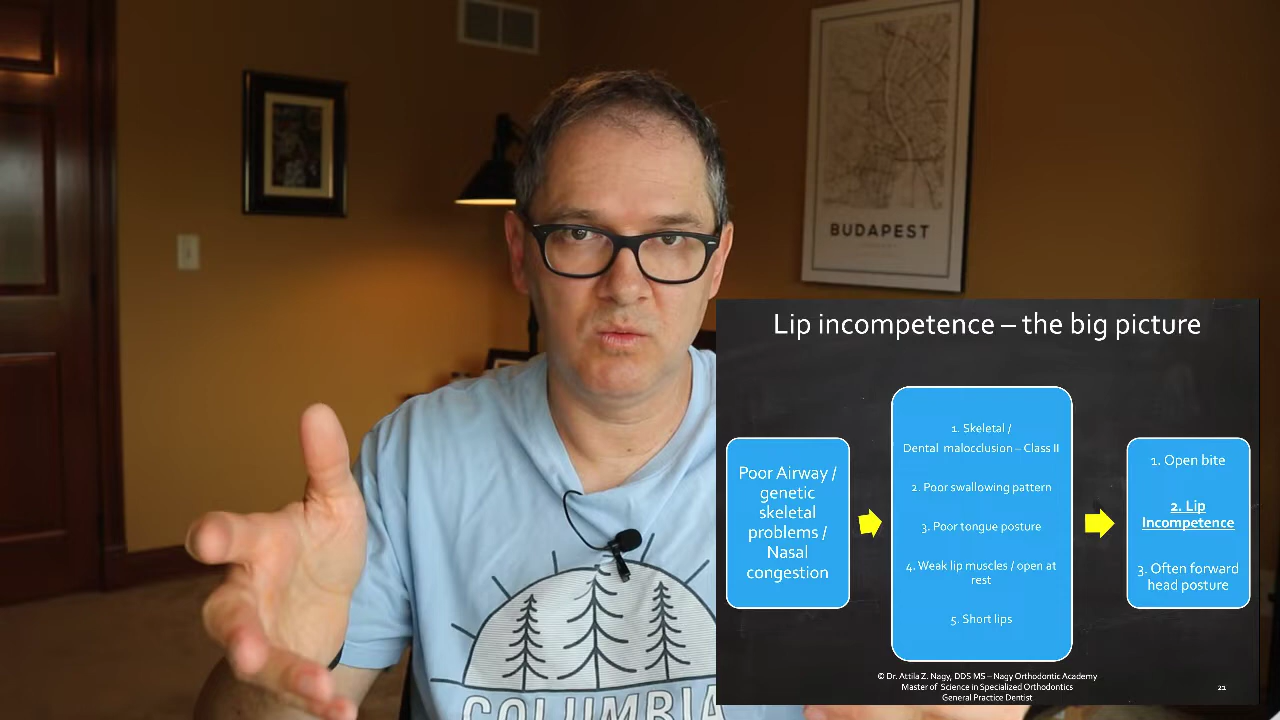 BUDAPEST
Lip incompetence – the big picture
Poor Airway /
genetic
skeletal
problems /
Nasal
congestion
1. Skeletal /
Dental malocclusion – Class II
2. Poor swallowing pattern
3. Poor tongue posture
4. Weak lip muscles / open at
rest
5. Short lips
1. Open bite
2. Lip
Incompetence
3. Often forward
head posture
© Dr. Attila Z. Nagy, DDS MS – Nagy Orthodontic Academy
Master of Science in Specialized Orthodontics
General Practice Dentist
21
COLUMBIA